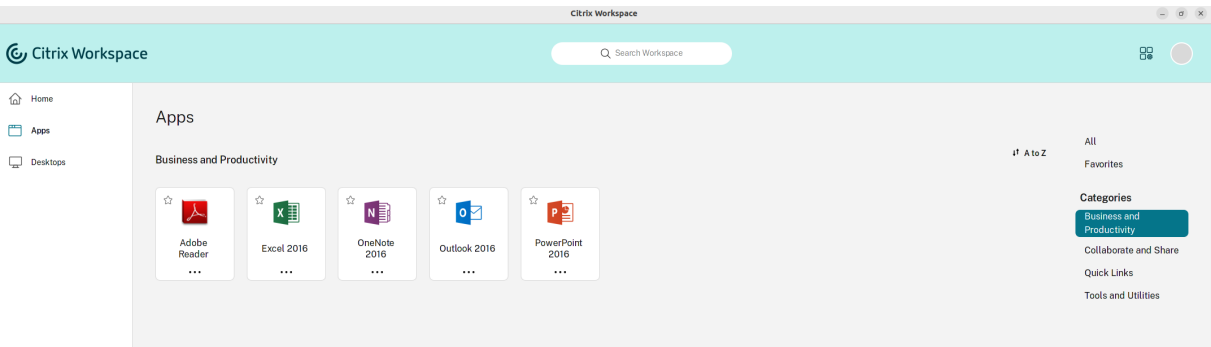 Citrix Workspace
Citrix Workspace
Search Workspace
Home
Apps
Desktops
Apps
Business and Productivity
A to Z
Adobe
Reader
Excel 2016
OneNote
2016
Outlook 2016
PowerPoint
2016
All
Favorites
Categories
Business and
Productivity
Collaborate and Share
Quick Links
Tools and Utilities